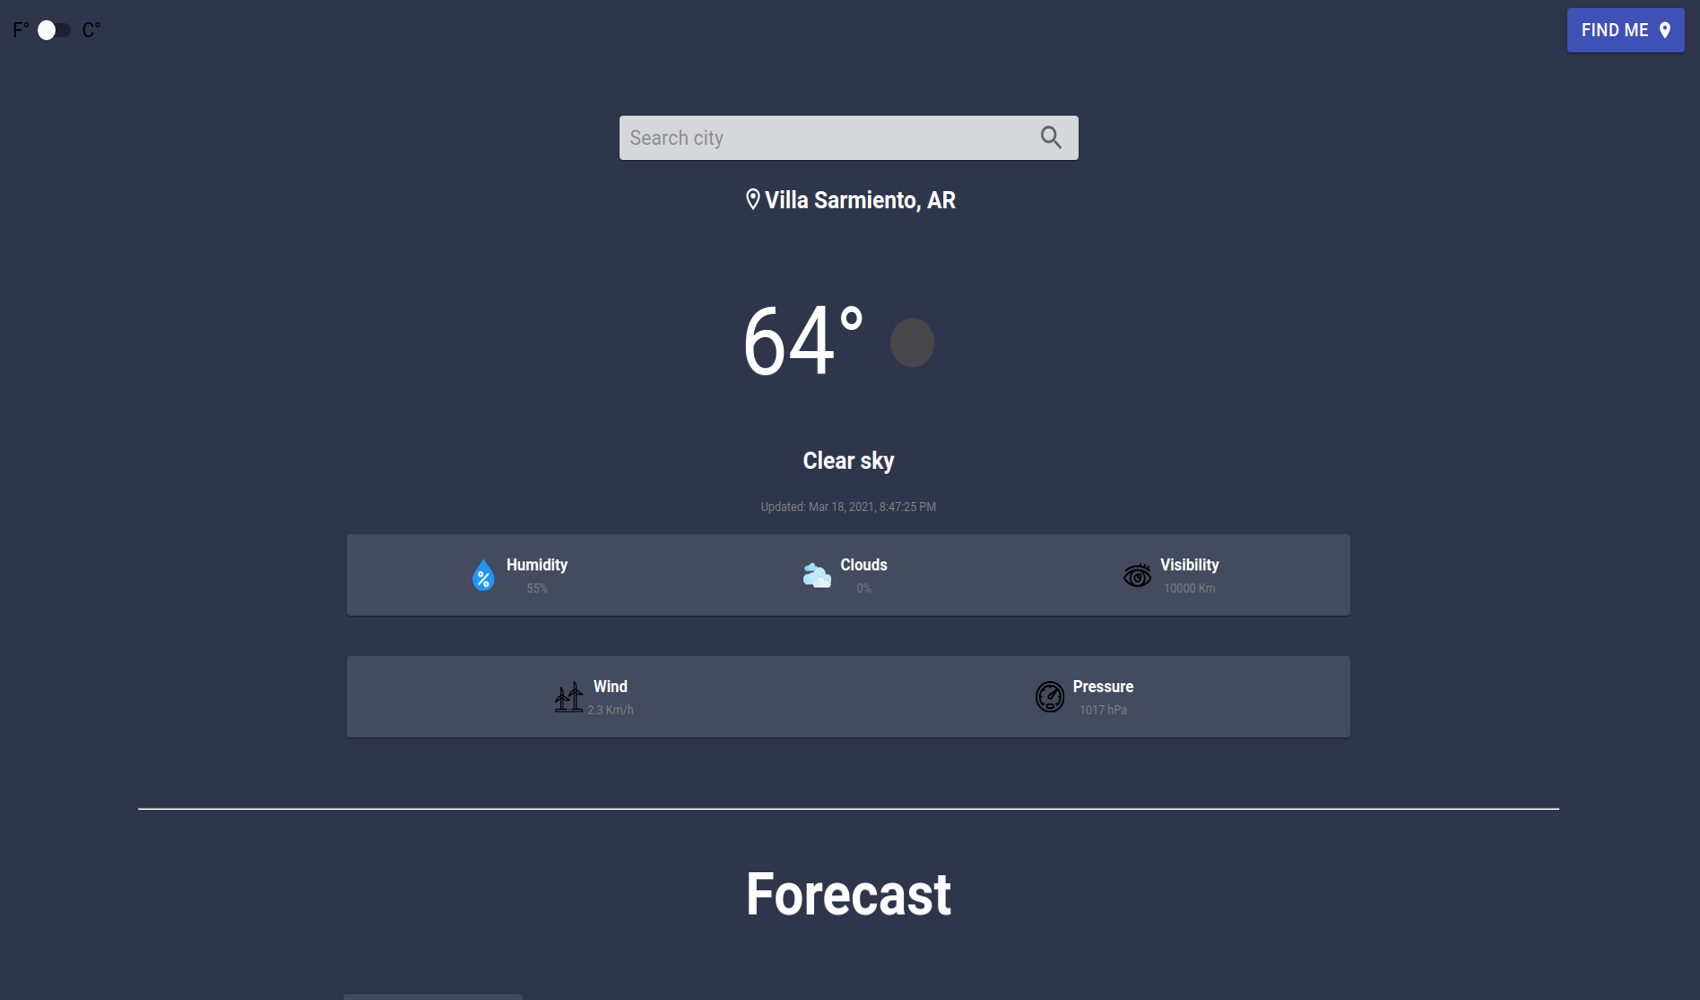 F° C°
FIND ME
Search city
Villa Sarmiento, AR
64°
Clear sky
Updated: Mar 18, 2021, 8:47:25 PM
Humidity
55%
Clouds
0%
Visibility
10000 Km
Wind
2.3 Km/h
Pressure
1017 hPa
Forecast